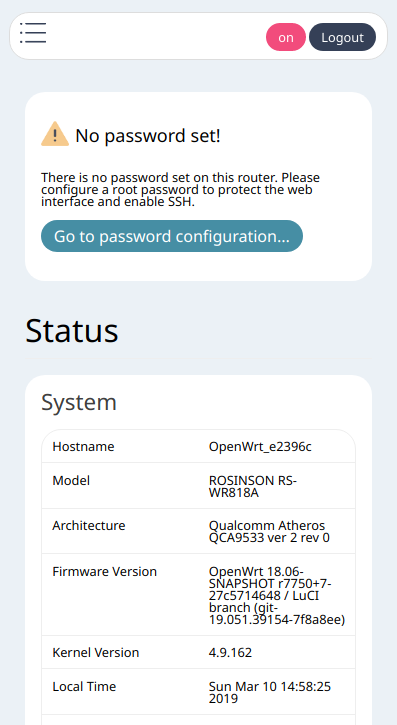 on
Logout
No password set!
There is no password set on this router. Please
configure a root password to protect the web
interface and enable SSH.
Go to password configuration...
Status
System
Hostname
OpenWrt_e2396c
Model
ROSINSON RS-
WR818A
Architecture
Qualcomm Atheros
QCA9533 ver 2 rev 0
Firmware Version
OpenWrt 18.06-
SNAPSHOT r7750+7-
27c5714648 / LuCI
branch (git-
19.051.39154-7f8a8ee)
Kernel Version
4.9.162
Local Time
Sun Mar 10 14:58:25
2019